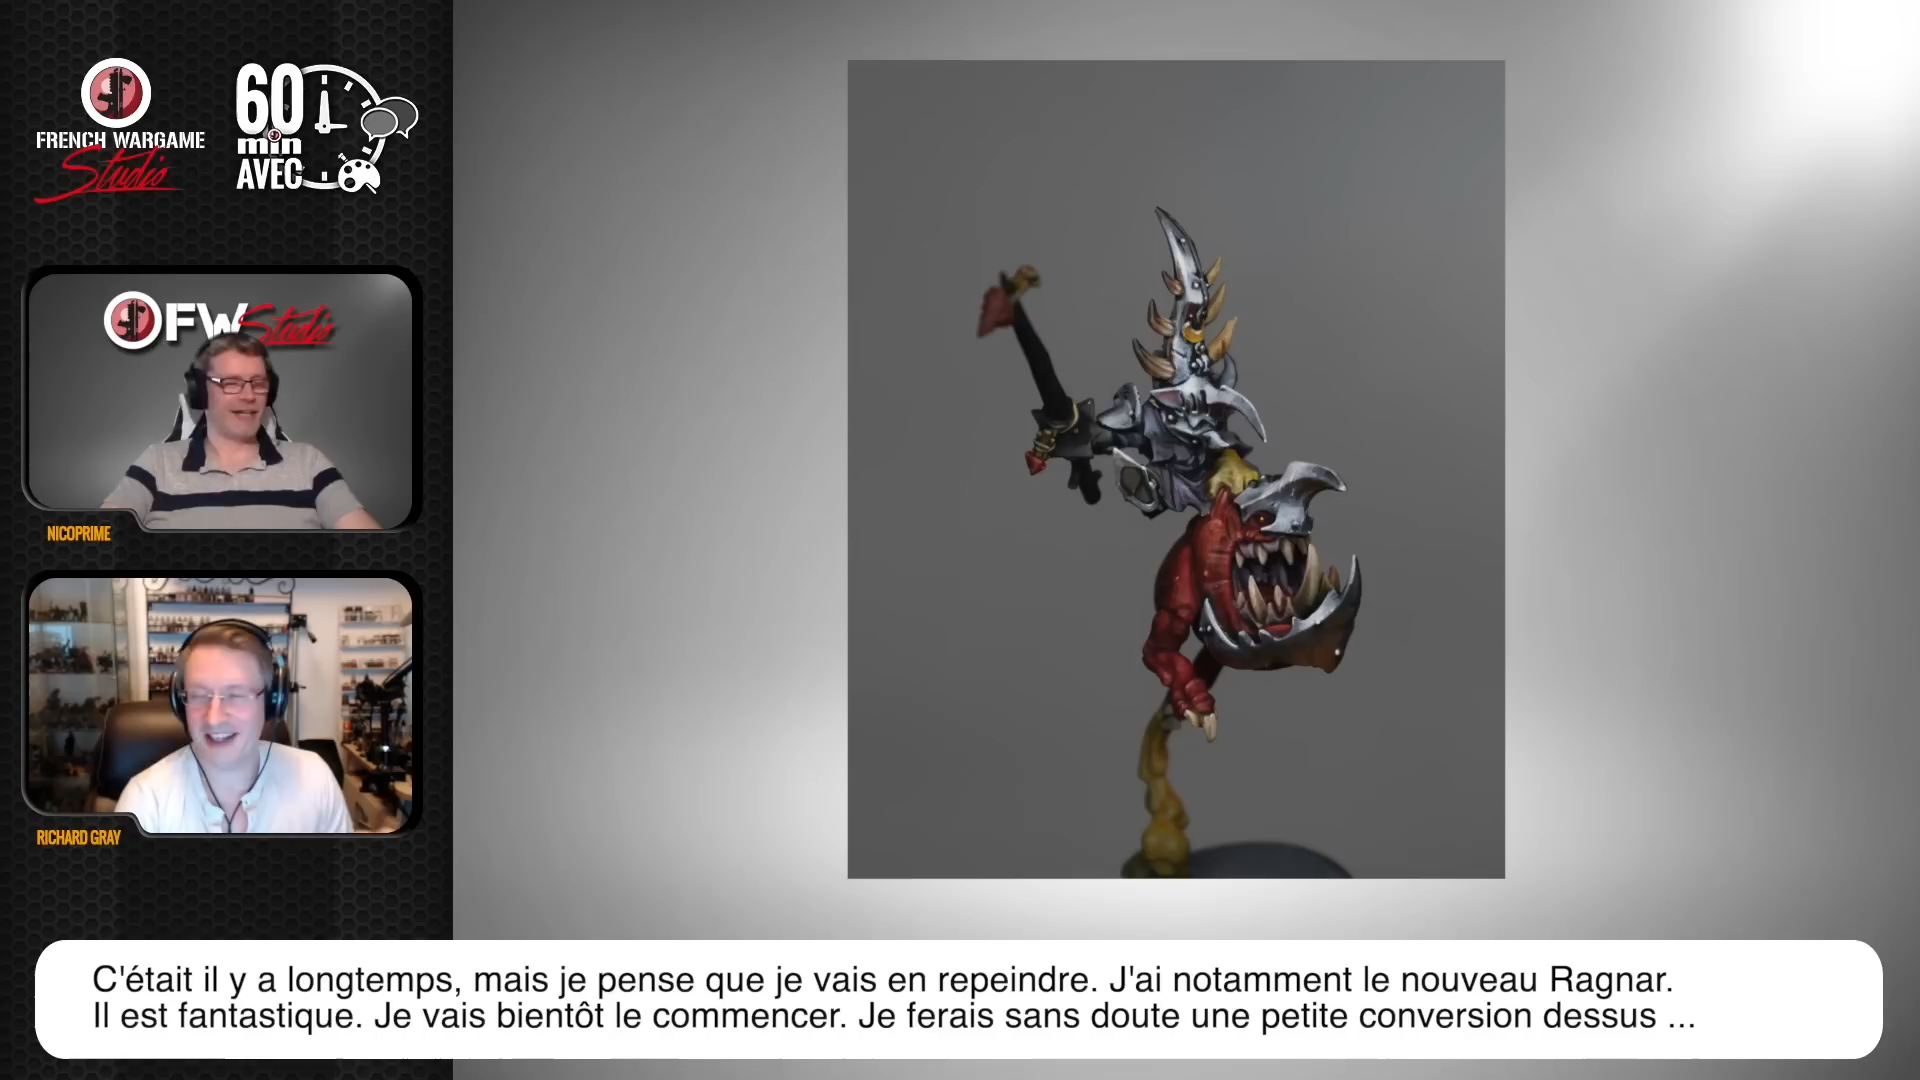 FRENCH WARGAME
Studio
60
min
AVEC
FW Studio
NICOPRIME
RICHARD GRAY
C'était il y a longtemps, mais je pense que je vais en repeindre. J'ai notamment le nouveau Ragnar.
Il est fantastique. Je vais bientôt le commencer. Je ferais sans doute une petite conversion dessus ...